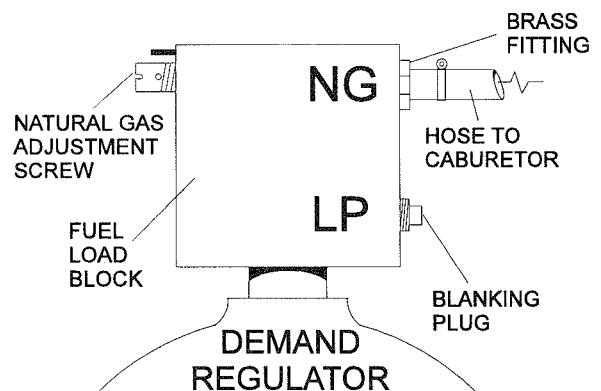 BRASS
FITTING
NG
NATURAL GAS
ADJUSTMENT
SCREW
HOSE TO
CABURETOR
LP
FUEL
LOAD
BLOCK
BLANKING
PLUG
DEMAND
REGULATOR